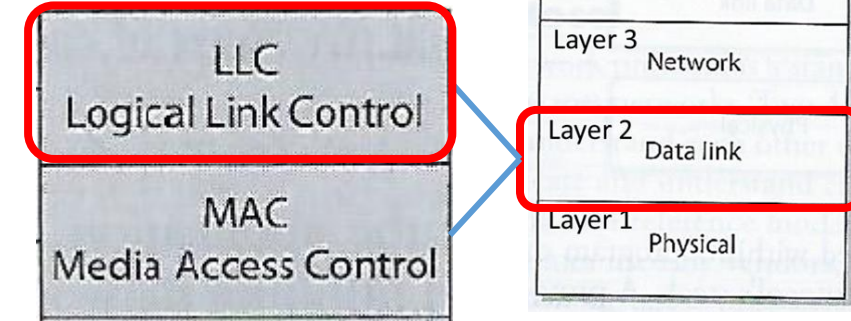 LLC
Logical Link Control
MAC
Media Access Control
Layer 3
Network
Layer 2
Data link
Layer 1
Physical